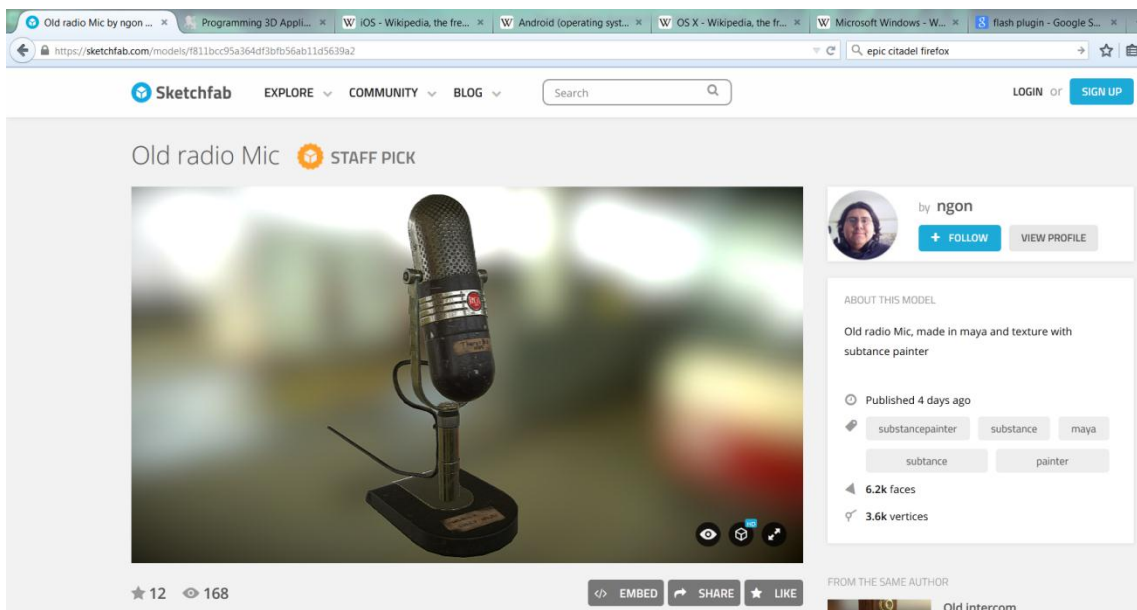 Old radio Mic by ngon ...
Programming 3D Appli...
W iOS - Wikipedia, the fre...
W Android (operating syst...
W OS X - Wikipedia, the fr...
W Microsoft Windows - W...
8 flash plugin - Google S...
https://sketchfab.com/models/f811bcc95a364df3bfb56ab11d5639a2
epic citadel firefox
Sketchfab
EXPLORE
COMMUNITY
BLOG
Search
LOGIN or
SIGN UP
Old radio Mic
STAFF PICK
by ngon
+ FOLLOW
VIEW PROFILE
ABOUT THIS MODEL
Old radio Mic, made in maya and texture with
subtance painter
Published 4 days ago
substancepainter
substance
maya
subtance
painter
6.2k faces
3.6k vertices
HD
12
168
</> EMBED
SHARE
LIKE
FROM THE SAME AUTHOR
Old intercom